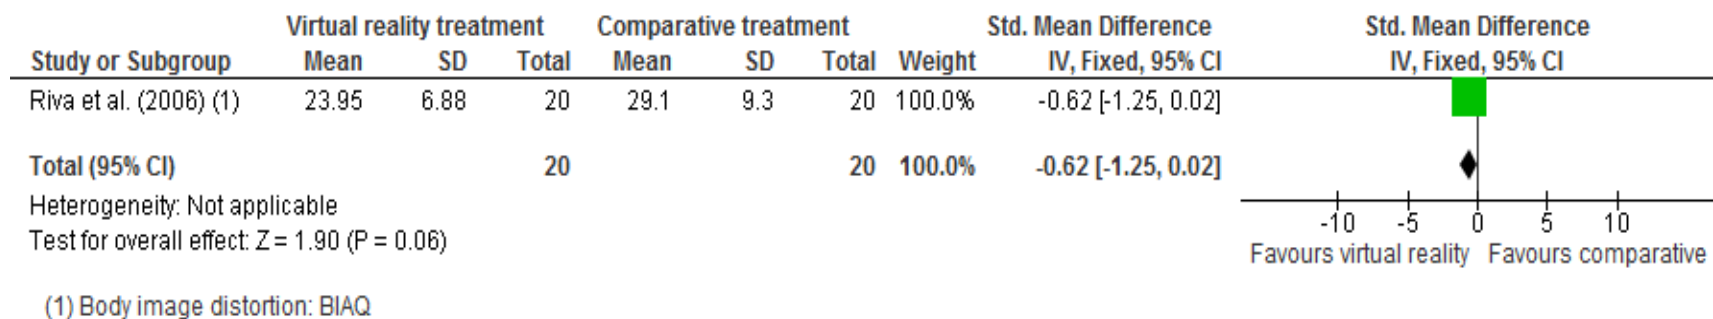 Virtual reality treatment Comparative treatment Std. Mean Difference Std. Mean Difference
Study or Subgroup Mean SD Total Mean SD Total Weight IV, Fixed, 95% CI IV, Fixed, 95% CI
Riva et al. (2006) (1) 23.95 6.88 20 29.1 9.3 20 100.0% -0.62 [-1.25, 0.02]
Total (95% CI) 20 20 100.0% -0.62 [-1.25, 0.02]
Heterogeneity: Not applicable
Test for overall effect: Z = 1.90 (P = 0.06)
-10 -5 0 5 10
Favours virtual reality Favours comparative
(1) Body image distortion: BIAQ